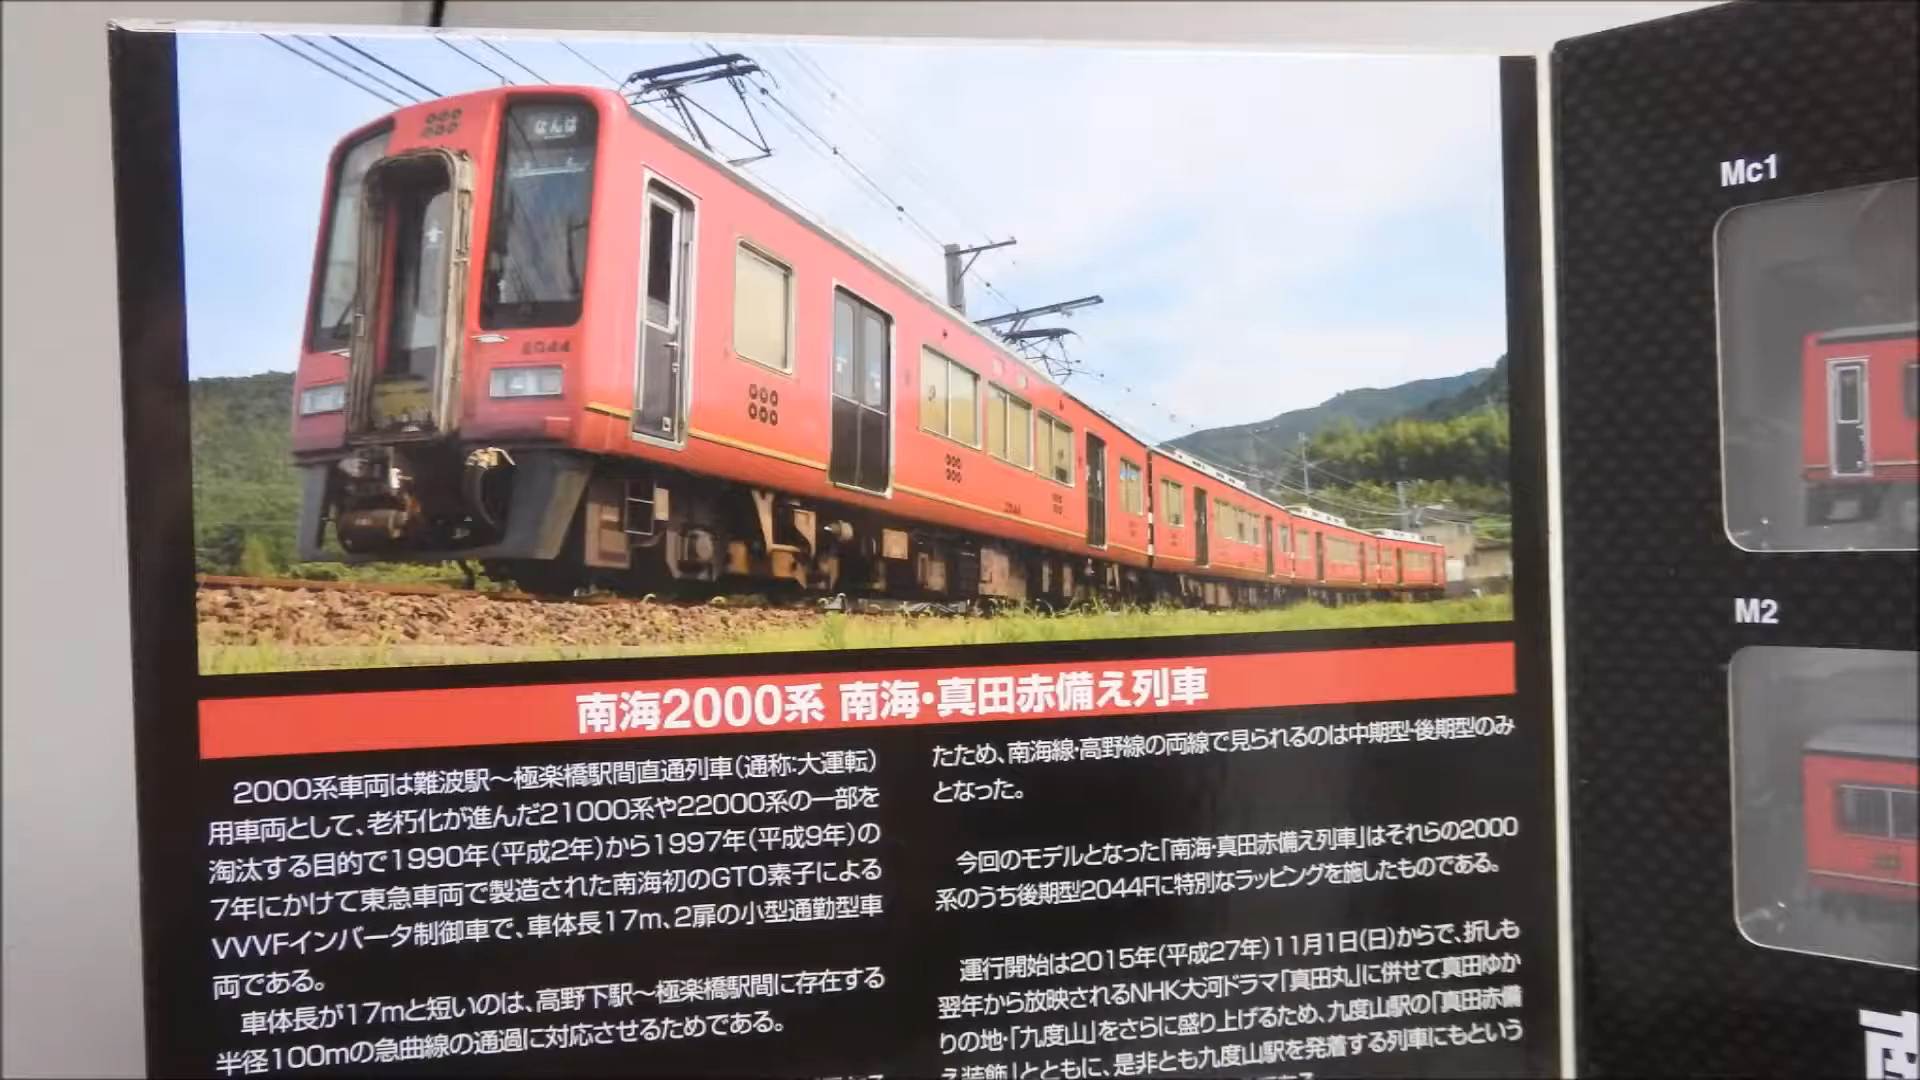 なんば
2044
南海2000系 南海・真田赤備え列車
2000系車両は難波駅〜極楽橋駅間直通列車(通称:大運転)
用車両として、老朽化が進んだ21000系や22000系の一部を
淘汰する目的で1990年(平成2年)から1997年(平成9年)の
7年にかけて東急車両で製造された南海初のGTO素子による
VVVFインバータ制御車で、車体長17m、2扉の小型通勤型車
両である。
車体長が17mと短いのは、高野下駅〜極楽橋駅間に存在する
半径100mの急曲線の通過に対応させるためである。
たため、南海線・高野線の両線で見られるのは中期型・後期型のみ
となった。
今回のモデルとなった「南海・真田赤備え列車」はそれらの2000
系のうち後期型2044Fに特別なラッピングを施したものである。
運行開始は2015年(平成27年)11月1日(日)からで、折しも
翌年から放映されるNHK大河ドラマ「真田丸」に併せて真田ゆか
りの地・「九度山」をさらに盛り上げるため、九度山駅の「真田赤備
え装飾」とともに、是非とも九度山駅を発着する列車にもという
Mc1
M2